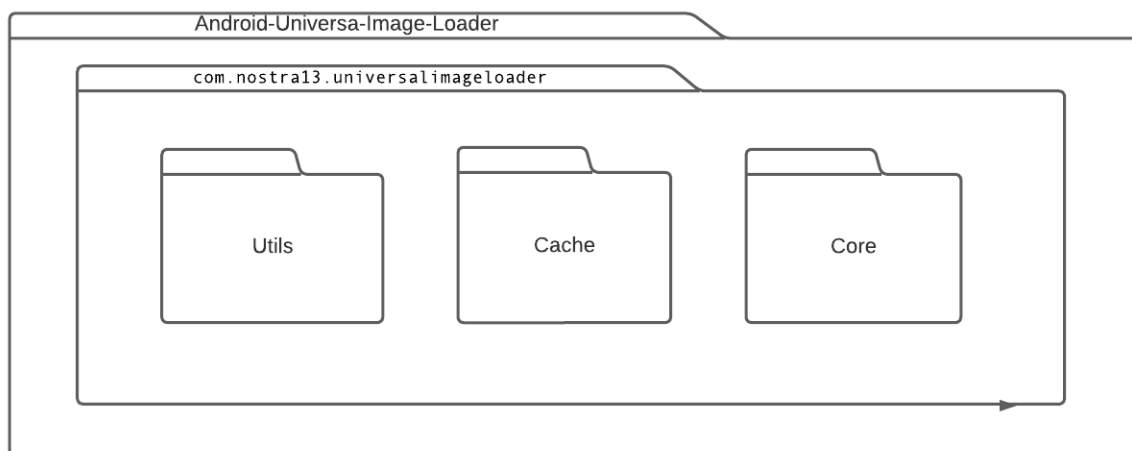 Android-Universa-Image-Loader
com.nostra13.universalimageloader
Utils
Cache
Core